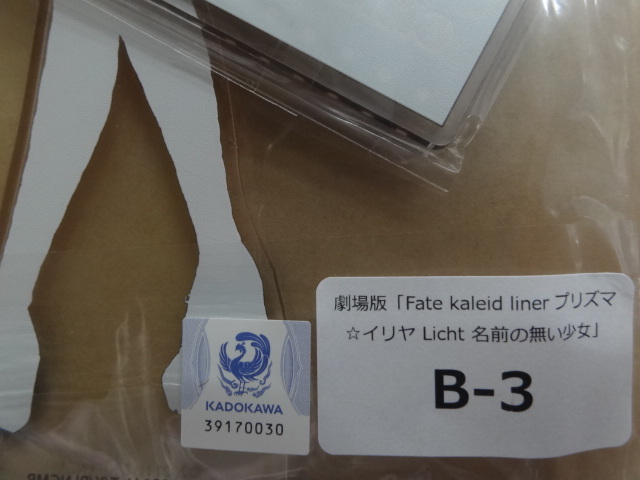 劇場版「Fate kaleid liner プリズマ
☆イリヤ Licht 名前の無い少女」
B-3
KADOKAWA
39170030